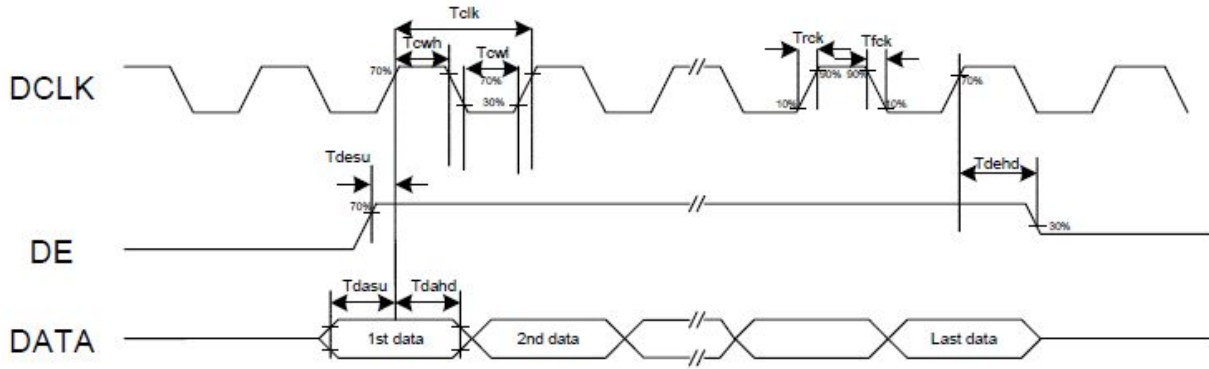 Tclk
Tcwh
Tcwl
Trck
Tfck
DCLK
70%
70%
30%
90%
90%
10%
10%
70%
Tdesu
Tdehd
70%
30%
DE
Tdasu
Tdahd
DATA
1st data
2nd data
Last data